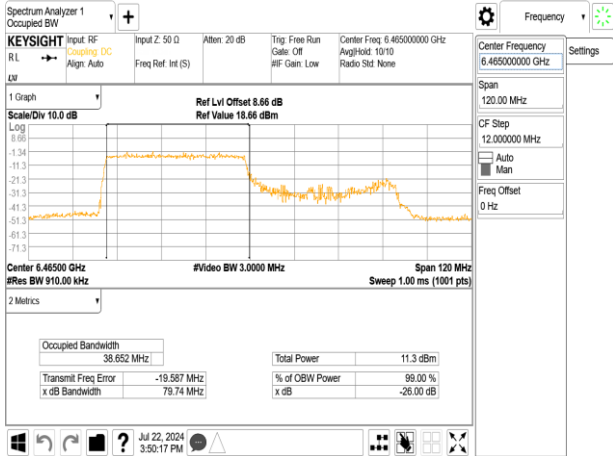 Spectrum Analyzer 1
Occupied BW
Frequency
KEYSIGHT
RL
LXI
Input: RF
Coupling: DC
Align: Auto
Input Z: 50 Ω
Freq Ref: Int (S)
Atten: 20 dB
Trig: Free Run
Gate: Off
#IF Gain: Low
Center Freq: 6.465000000 GHz
Avg|Hold: 10/10
Radio Std: None
Center Frequency
6.465000000 GHz
Settings
Span
120.00 MHz
CF Step
12.000000 MHz
Auto
Man
Freq Offset
0 Hz
1 Graph
Scale/Div 10.0 dB
Ref Lvl Offset 8.66 dB
Ref Value 18.66 dBm
Log
8.66
-1.34
-11.3
-21.3
-31.3
-41.3
-51.3
-61.3
-71.3
Center 6.46500 GHz
#Video BW 3.0000 MHz
Span 120 MHz
#Res BW 910.00 kHz
Sweep 1.00 ms (1001 pts)
2 Metrics
Occupied Bandwidth
38.652 MHz
Total Power 11.3 dBm
Transmit Freq Error -19.587 MHz
% of OBW Power 99.00 %
x dB Bandwidth 79.74 MHz
x dB -26.00 dB
?
Jul 22, 2024
3:50:17 PM